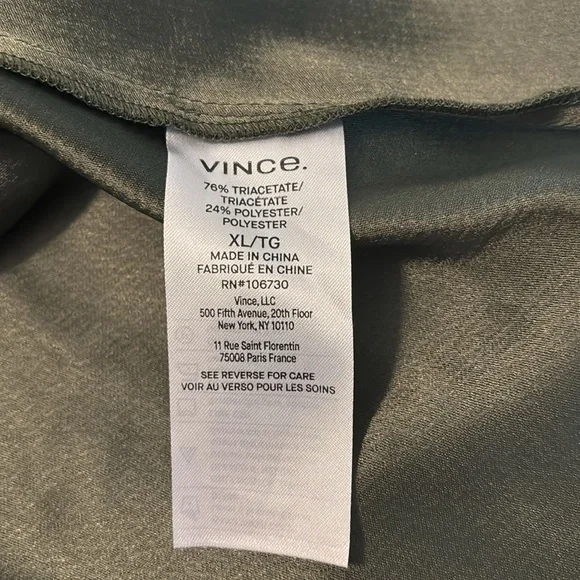 VINCE.
76% TRIACETATE/
TRIACÉTATE
24% POLYESTER/
POLYESTER
XL/TG
MADE IN CHINA
FABRIQUÉ EN CHINE
RN#106730
Vince, LLC
500 Fifth Avenue, 20th Floor
New York, NY 10110
11 Rue Saint Florentin
75008 Paris France
SEE REVERSE FOR CARE
VOIR AU VERSO POUR LES SOINS